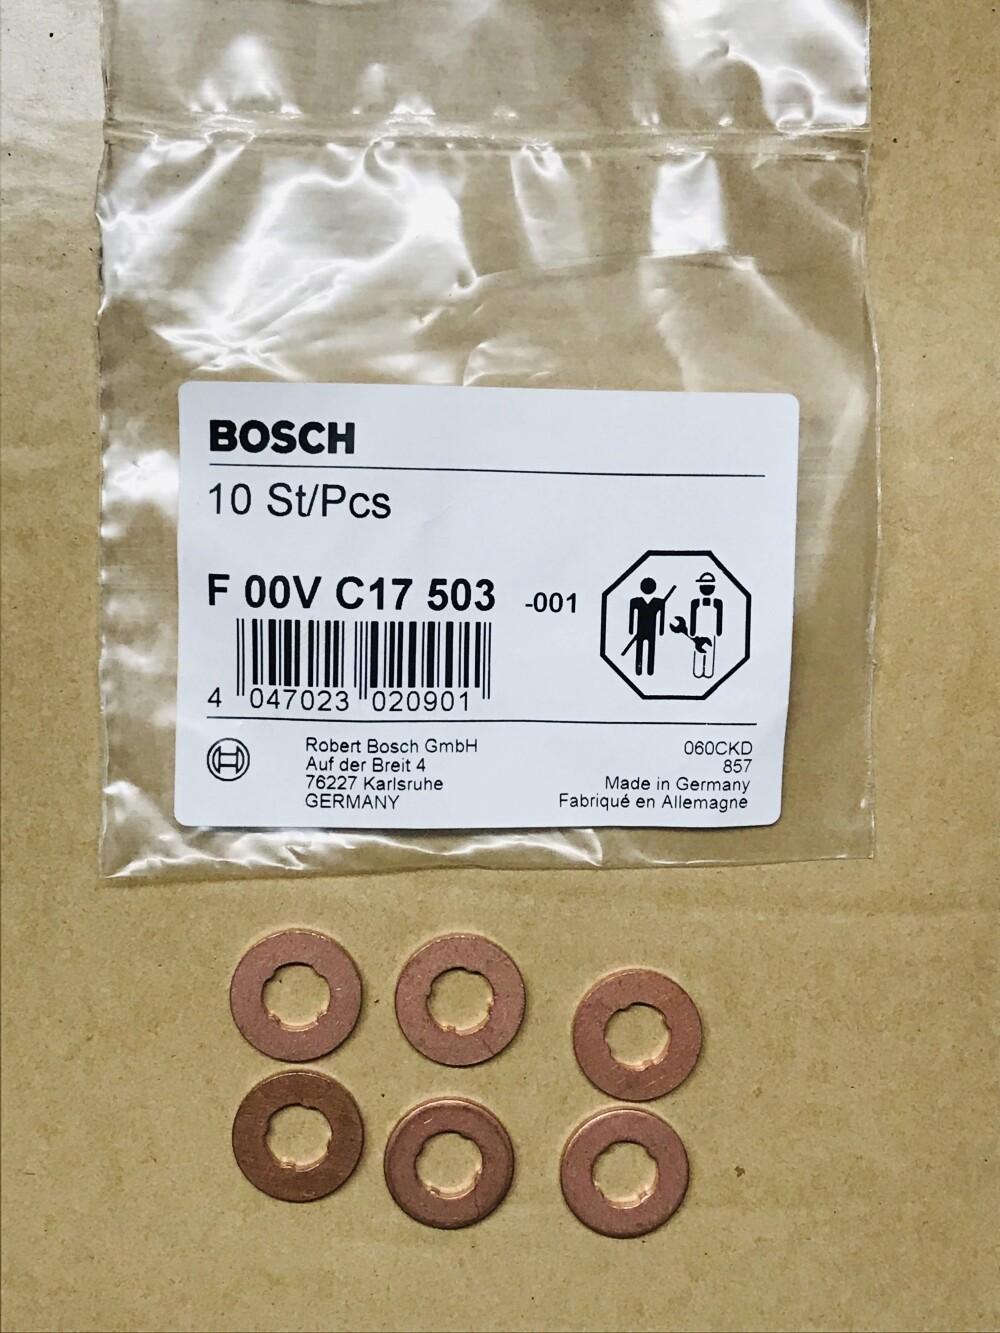 BOSCH
10 St/Pcs
F 00V C17 503 -001
4 047023 020901
Robert Bosch GmbH
Auf der Breit 4
76227 Karlsruhe
GERMANY
060CKD
857
Made in Germany
Fabriqué en Allemagne